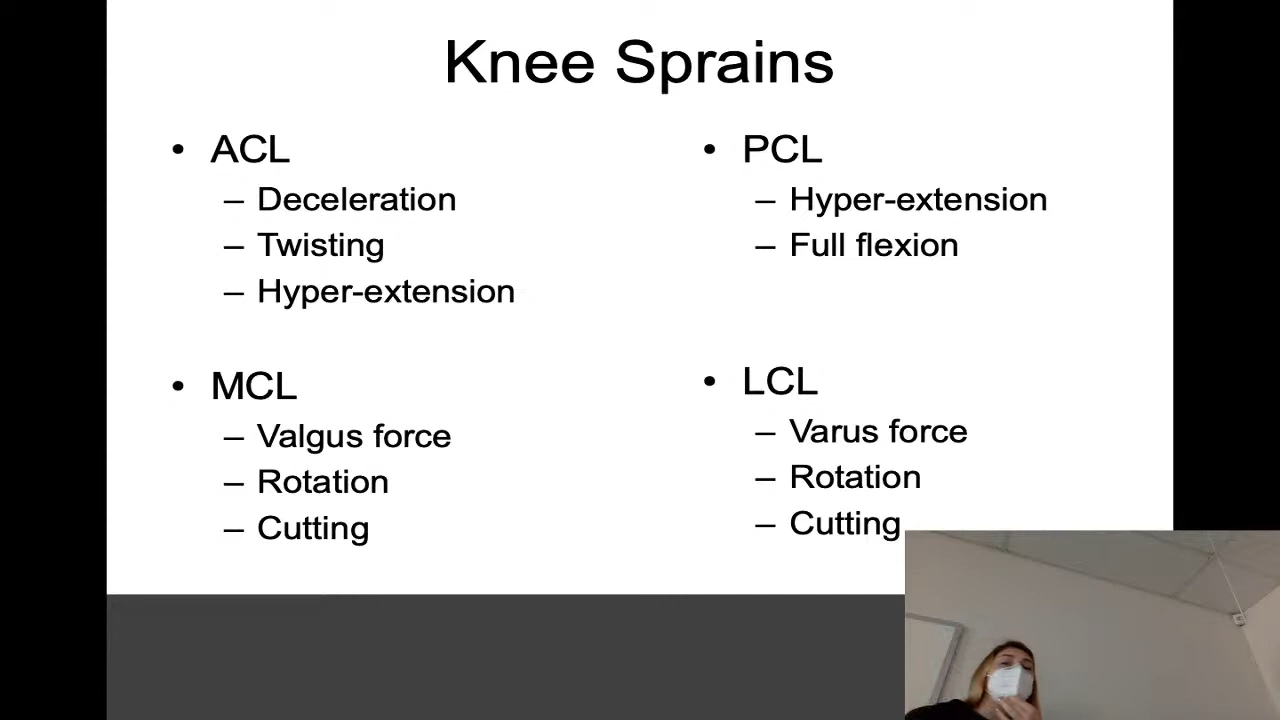 Knee Sprains
• ACL
– Deceleration
– Twisting
– Hyper-extension
• MCL
– Valgus force
– Rotation
– Cutting
• PCL
– Hyper-extension
– Full flexion
• LCL
– Varus force
– Rotation
– Cutting